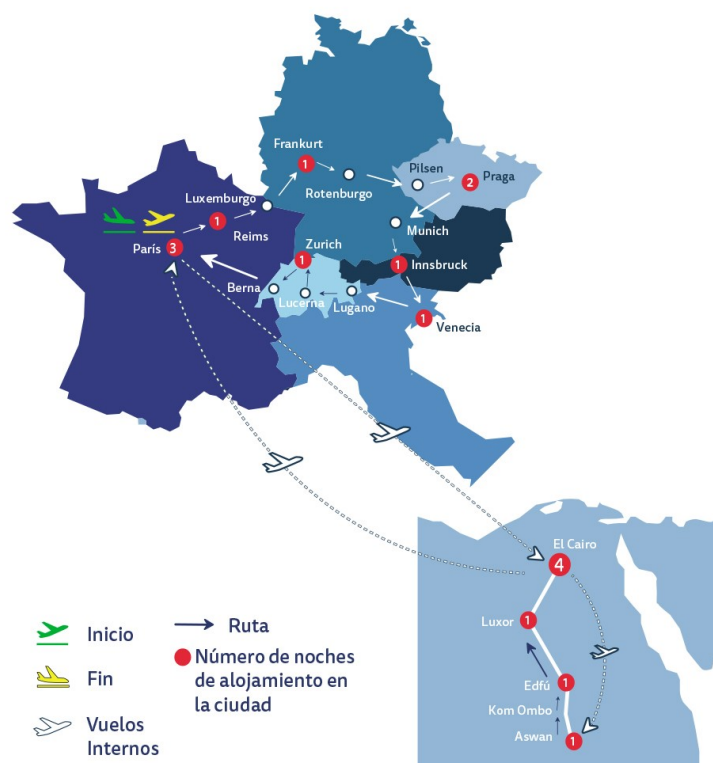 Frankurt
1
Pilsen
Praga
2
Rotenburgo
Luxemburgo
1
Reims
París
3
Munich
Zurich
1
1
Innsbruck
Berna
Lucerna
Lugano
1
Venecia
El Cairo
4
Luxor
1
Edfú
1
Kom Ombo
Aswan
1
Inicio
Fin
Vuelos
Internos
Ruta
Número de noches
de alojamiento en
la ciudad